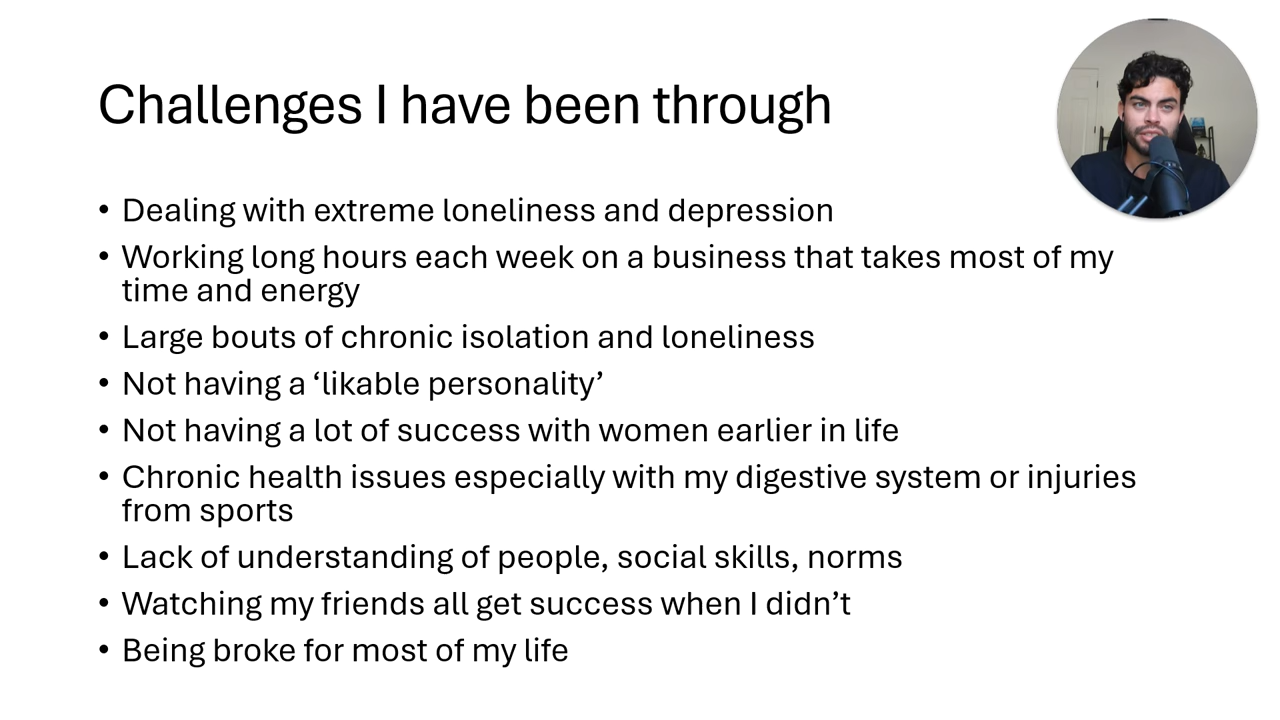 Challenges I have been through
• Dealing with extreme loneliness and depression
• Working long hours each week on a business that takes most of my
time and energy
• Large bouts of chronic isolation and loneliness
• Not having a ‘likable personality’
• Not having a lot of success with women earlier in life
• Chronic health issues especially with my digestive system or injuries
from sports
• Lack of understanding of people, social skills, norms
• Watching my friends all get success when I didn’t
• Being broke for most of my life